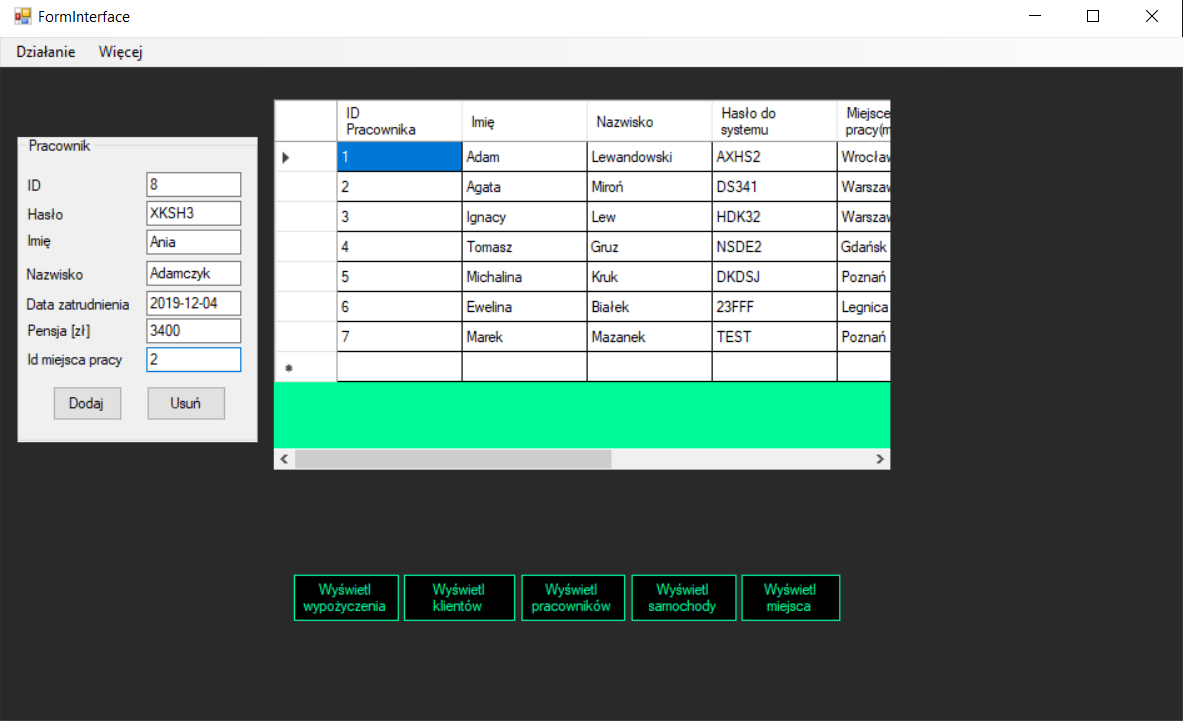 FormInterface
Działanie Więcej
Pracownik
ID 8
Hasło XKSH3
Imię Ania
Nazwisko Adamczyk
Data zatrudnienia 2019-12-04
Pensja [zł] 3400
Id miejsca pracy 2
Dodaj Usuń
ID Pracownika Imię Nazwisko Hasło do systemu Miejsce pracy(m
1 Adam Lewandowski AXHS2 Wrocław
2 Agata Miroń DS341 Warszaw
3 Ignacy Lew HDK32 Warszaw
4 Tomasz Gruz NSDE2 Gdańsk
5 Michalina Kruk DKDSJ Poznań
6 Ewelina Białek 23FFF Legnica
7 Marek Mazanek TEST Poznań
Wyświetl wypożyczenia
Wyświetl klientów
Wyświetl pracowników
Wyświetl samochody
Wyświetl miejsca